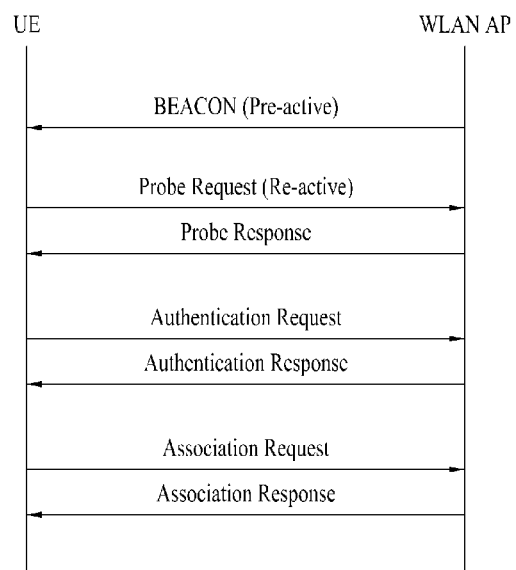 UE
WLAN AP
BEACON (Pre-active)
Probe Request (Re-active)
Probe Response
Authentication Request
Authentication Response
Association Request
Association Response